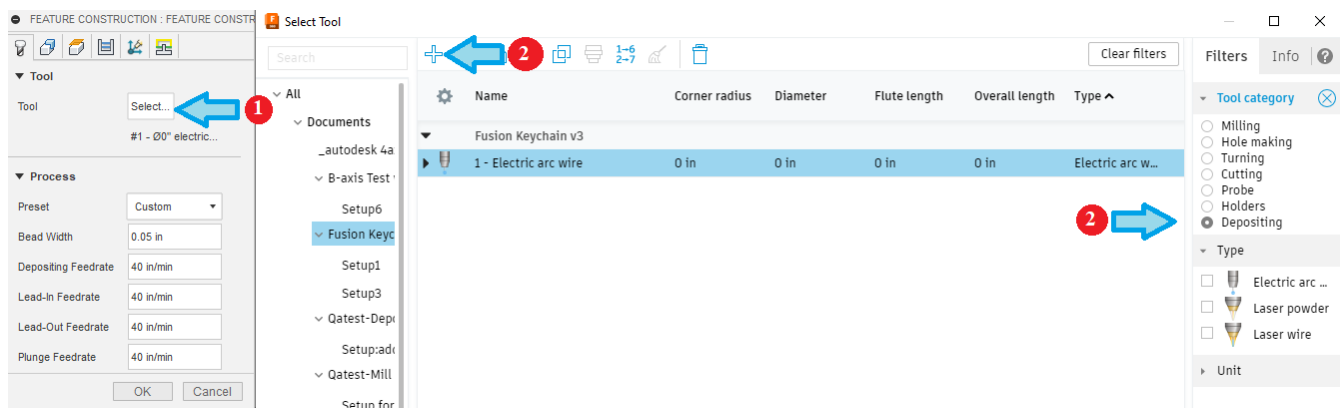 FEATURE CONSTRUCTION : FEATURE CONSTR
Tool
Tool
Select...
1
#1 - Ø0" electric...
Process
Preset
Custom
Bead Width
0.05 in
Depositing Feedrate
40 in/min
Lead-In Feedrate
40 in/min
Lead-Out Feedrate
40 in/min
Plunge Feedrate
40 in/min
OK
Cancel
Select Tool
Search
All
Documents
_autodesk 4a
B-axis Test
Setup6
Fusion Keyc
Setup1
Setup3
Qatest-Depo
Setup:add
Qatest-Mill
Setup for
2
1→6
2→7
Clear filters
Name
Corner radius
Diameter
Flute length
Overall length
Type
Fusion Keychain v3
1 - Electric arc wire
0 in
0 in
0 in
0 in
Electric arc w...
2
Filters
Info
Tool category
Milling
Hole making
Turning
Cutting
Probe
Holders
Depositing
Type
Electric arc ...
Laser powder
Laser wire
Unit